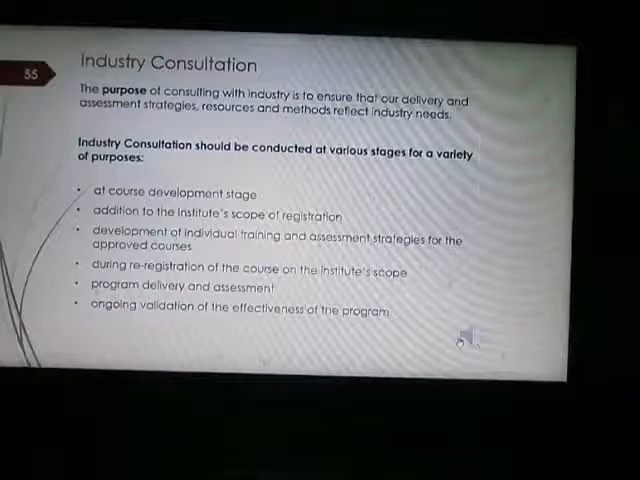 55
Industry Consultation
The purpose of consulting with industry is to ensure that our delivery and
assessment strategies, resources and methods reflect industry needs.
Industry Consultation should be conducted at various stages for a variety
of purposes:
• at course development stage
• addition to the Institute's scope of registration
• development of individual training and assessment strategies for the
approved courses
• during re-registration of the course on the institute's scope
• program delivery and assessment
• ongoing validation of the effectiveness of the program